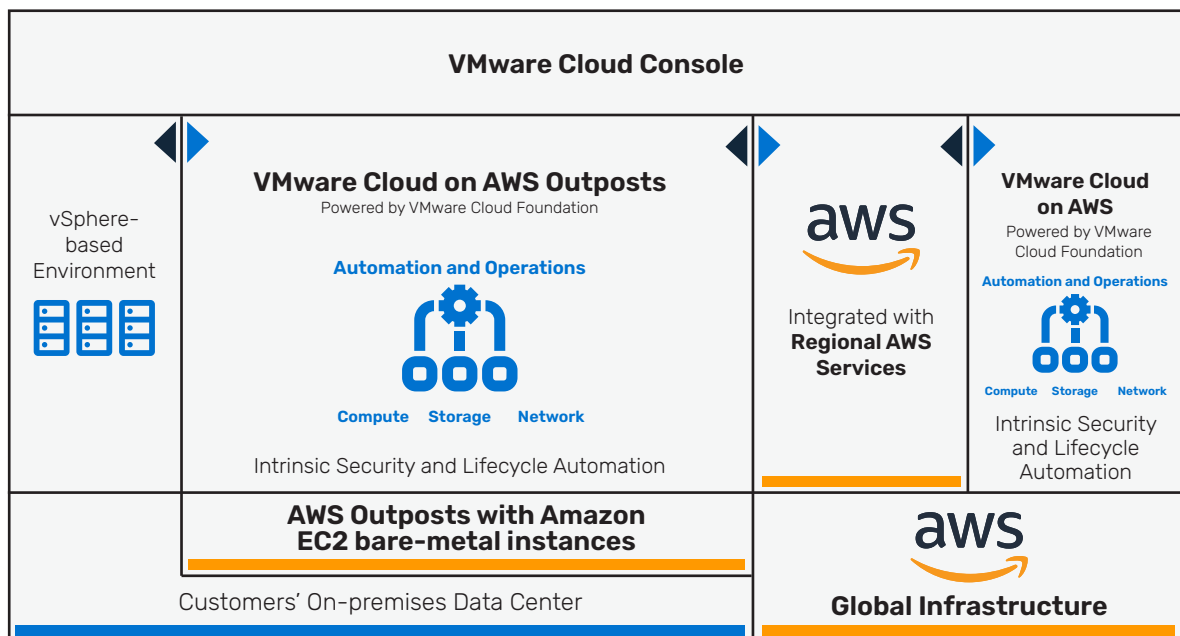 VMware Cloud Console
vSphere-
based
Environment
VMware Cloud on AWS Outposts
Powered by VMware Cloud Foundation
Automation and Operations
Compute Storage Network
Intrinsic Security and Lifecycle Automation
aws
Integrated with
Regional AWS
Services
VMware Cloud
on AWS
Powered by VMware
Cloud Foundation
Automation and Operations
Compute Storage Network
Intrinsic Security
and Lifecycle
Automation
AWS Outposts with Amazon
EC2 bare-metal instances
Customers’ On-premises Data Center
aws
Global Infrastructure